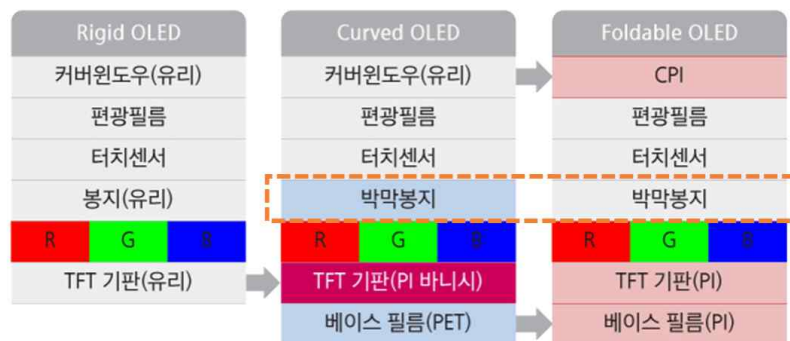 Rigid OLED
커버윈도우(유리)
편광필름
터치센서
봉지(유리)
R G B
TFT 기판(유리)
Curved OLED
커버윈도우(유리)
편광필름
터치센서
박막봉지
R G B
TFT 기판(PI 바니시)
베이스 필름(PET)
Foldable OLED
CPI
편광필름
터치센서
박막봉지
R G B
TFT 기판(PI)
베이스 필름(PI)